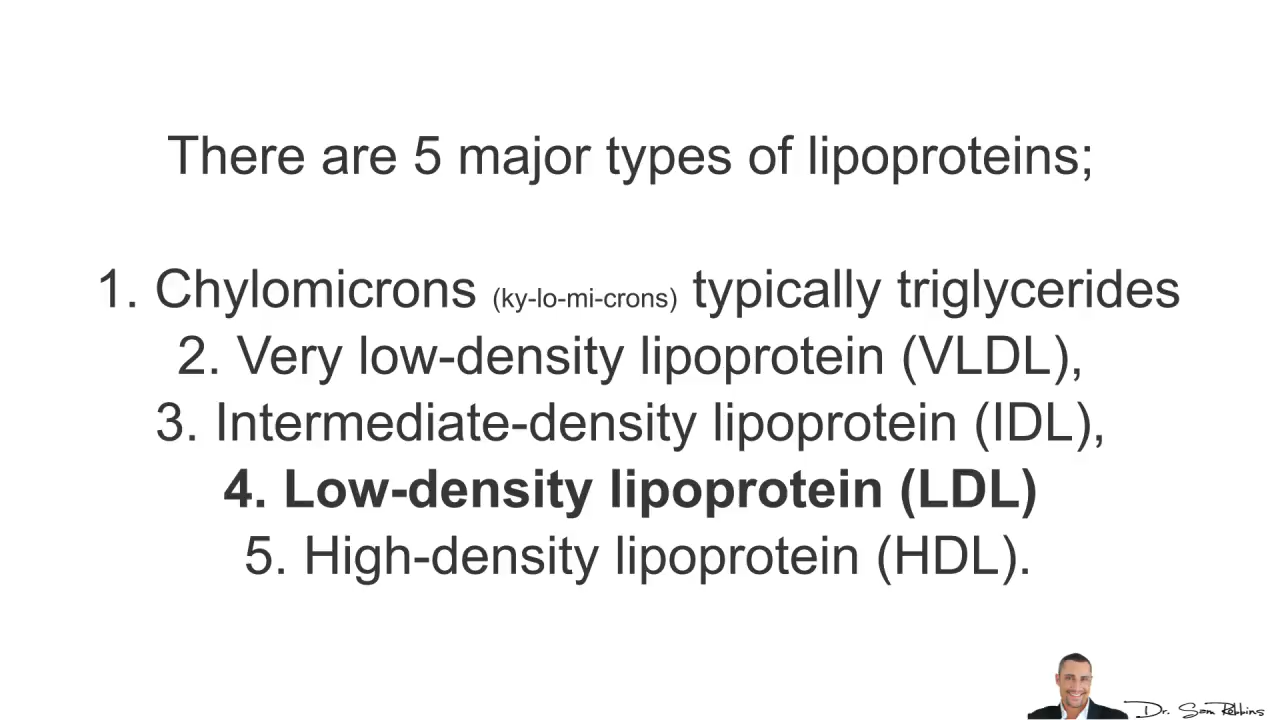 There are 5 major types of lipoproteins;
1. Chylomicrons (ky-lo-mi-crons) typically triglycerides
2. Very low-density lipoprotein (VLDL),
3. Intermediate-density lipoprotein (IDL),
4. Low-density lipoprotein (LDL)
5. High-density lipoprotein (HDL).
Dr. Sam Robbins